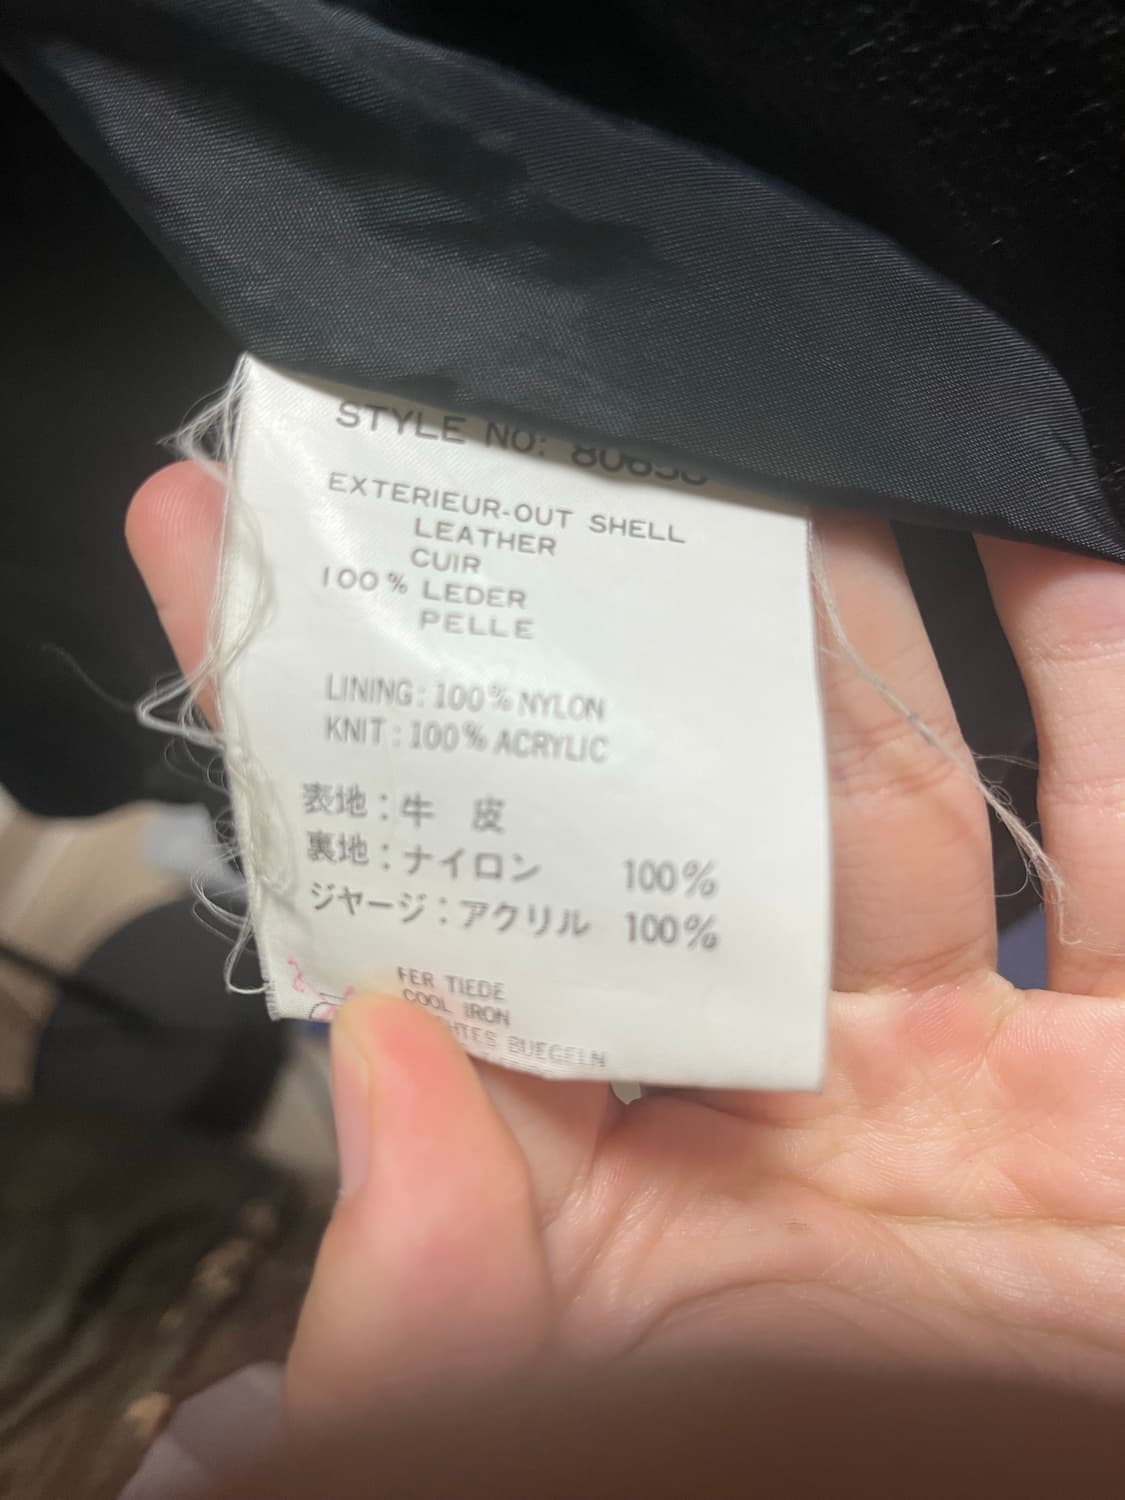 STYLE NO:
EXTERIEUR-OUT SHELL
LEATHER
CUIR
100% LEDER
PELLE
LINING: 100% NYLON
KNIT: 100% ACRYLIC
表地:牛 皮
裏地:ナイロン 100%
ジャージ:アクリル 100%
FER TIEDE
COOL IRON
BUEGELN